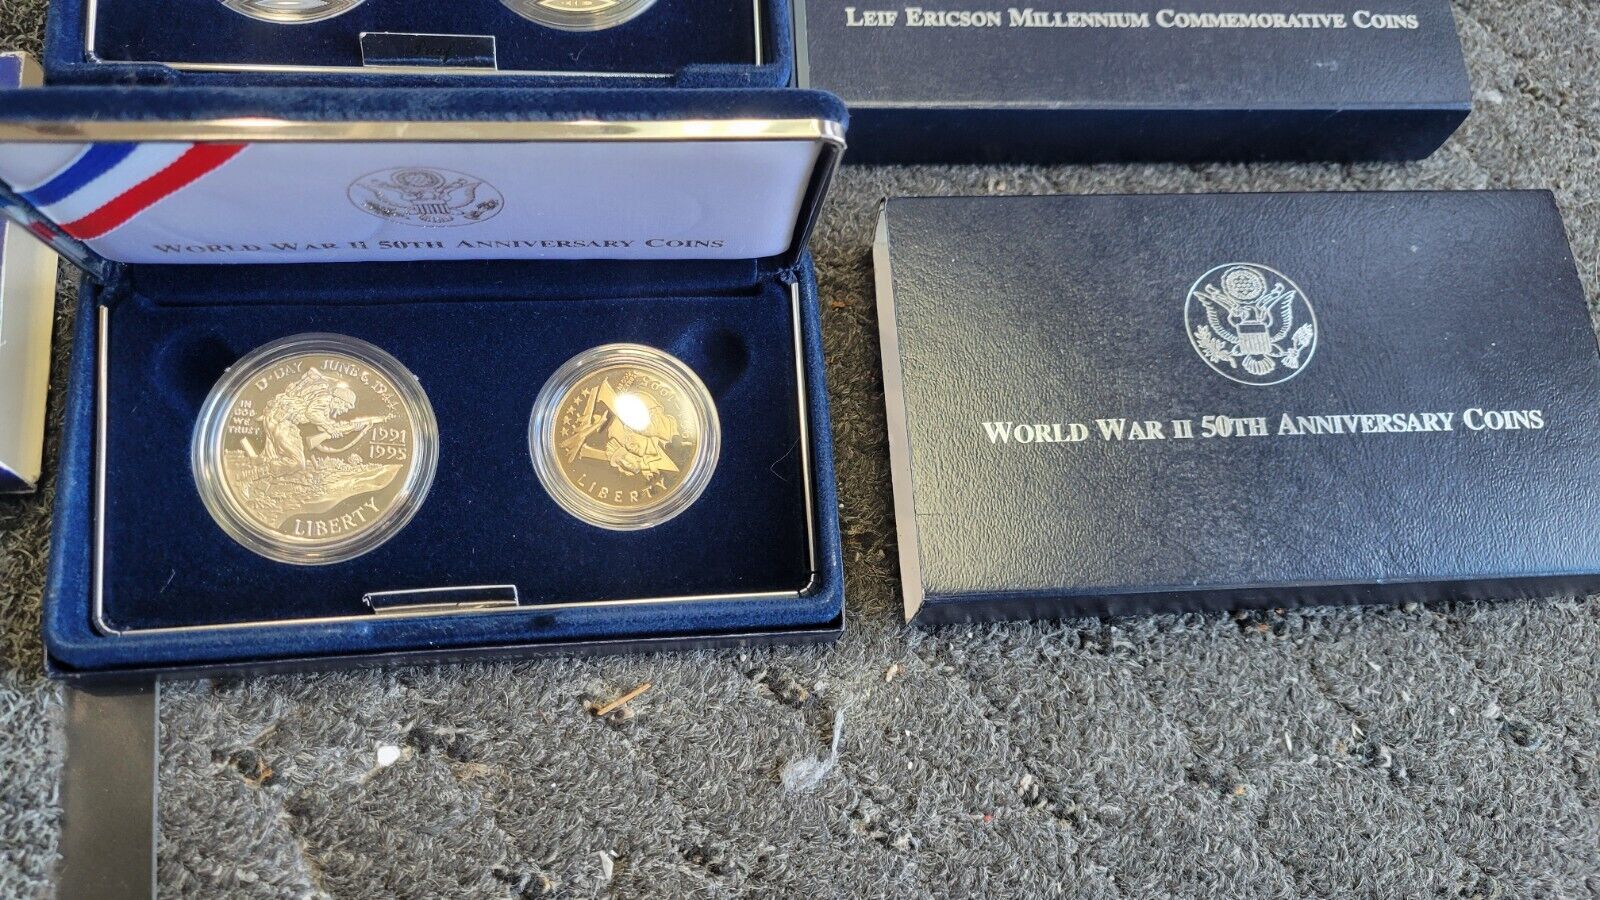 LEIF ERICSON MILLENNIUM COMMEMORATIVE COINS
WORLD WAR II 50TH ANNIVERSARY COINS
D-DAY JUNE 6, 1944
IN
GOD
WE
TRUST
1991
1995
LIBERTY
LIBERTY
WORLD WAR II 50TH ANNIVERSARY COINS